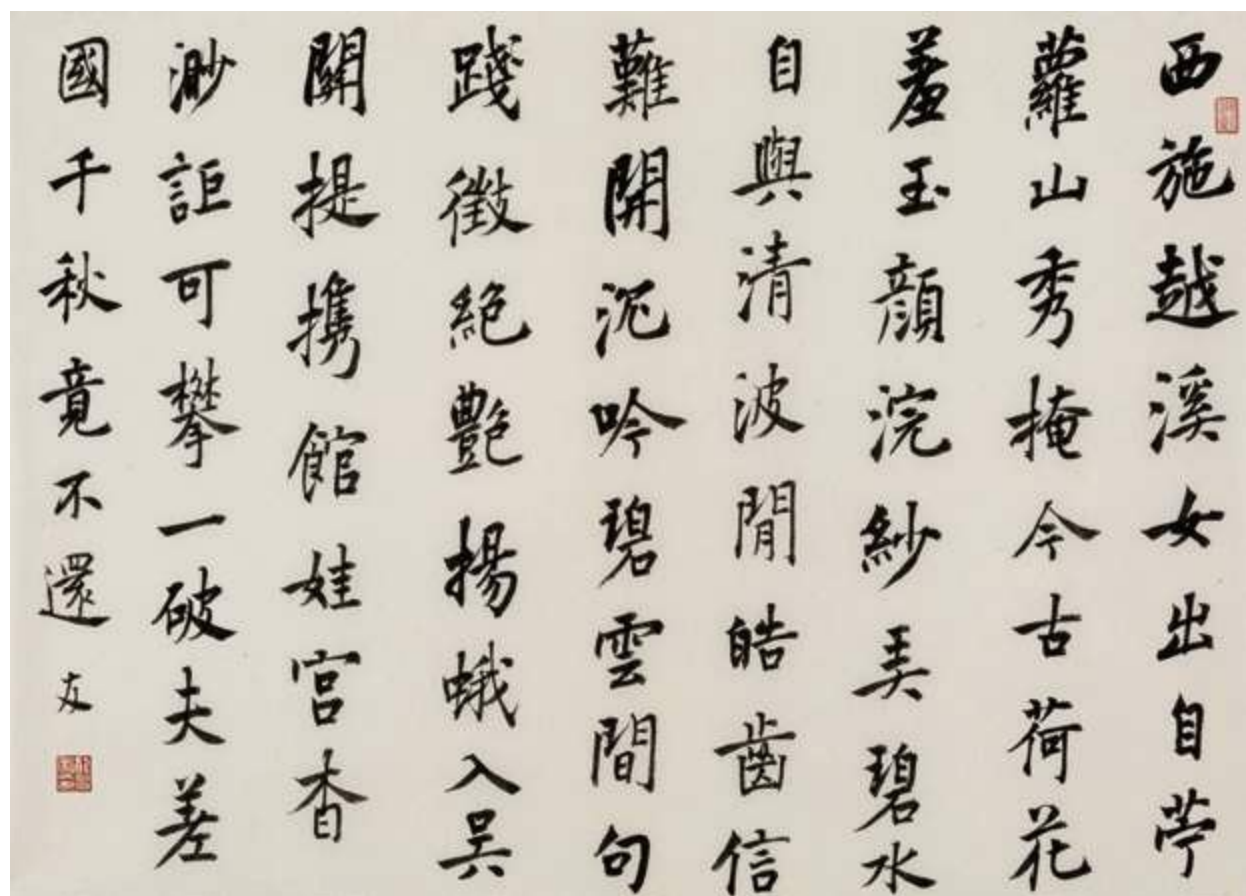 西施越溪女出自苧
蘿山秀掩今古荷花
羞玉顏浣紗弄碧水
自與清波閒皓齒信
難開沉吟碧雲間句
踐徵絕艷揚蛾入吳
關提攜館娃宮杳
渺詎可攀一破夫差
國千秋竟不還 友